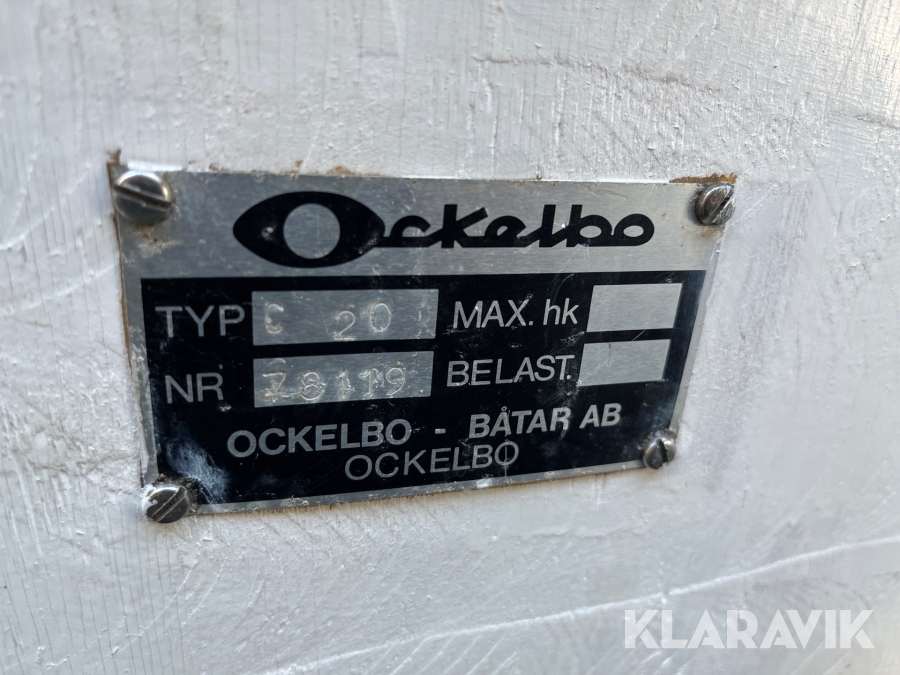 Ockelbo
TYP C 20 MAX. hk
NR 78119 BELAST.
OCKELBO - BÅTAR AB
OCKELBO
KLARAVIK